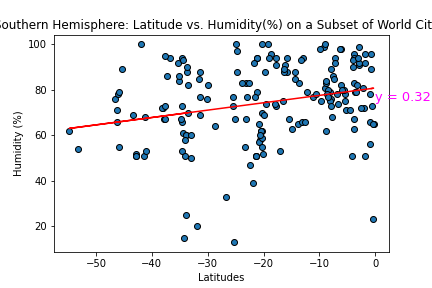 Southern Hemisphere: Latitude vs. Humidity(%) on a Subset of World Cit
100
80
60
40
20
Humidity (%)
y = 0.32
−50
−40
−30
−20
−10
0
Latitudes